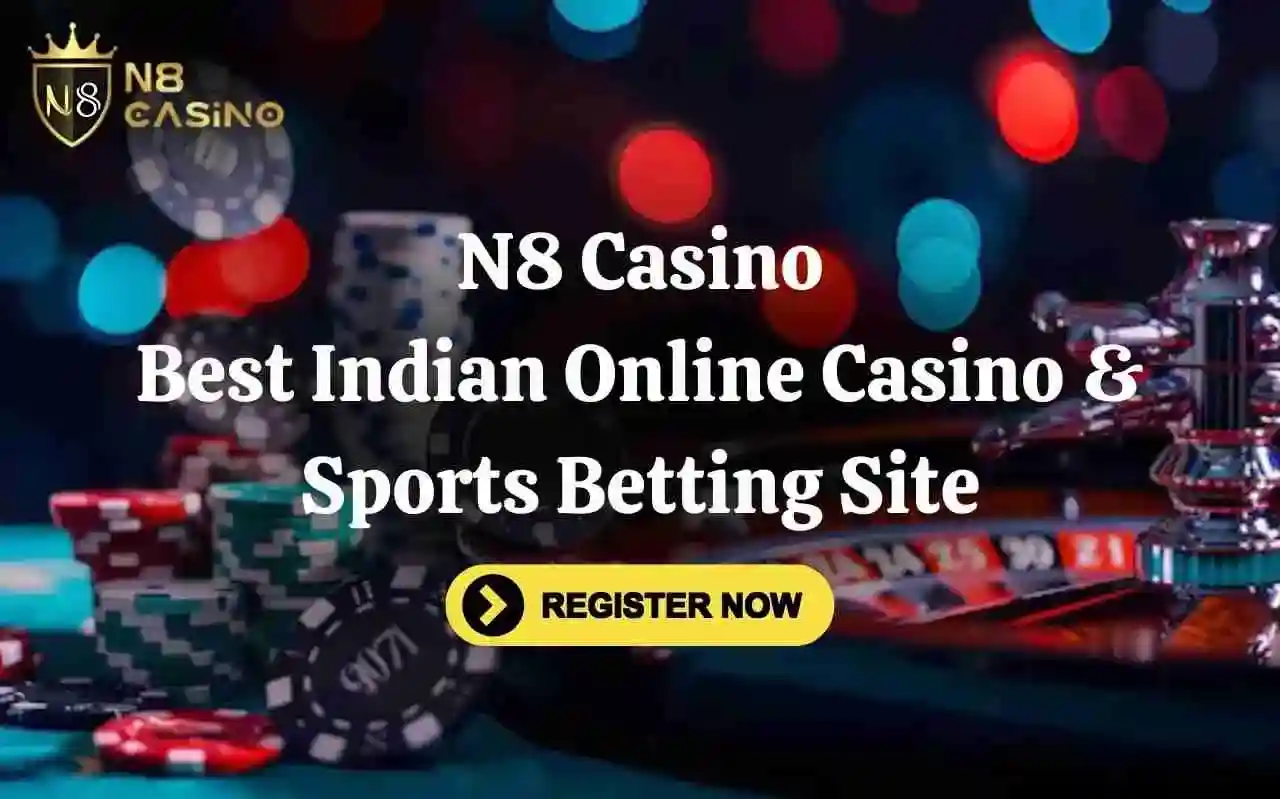 N8
N8
CASINO
N8 Casino
Best Indian Online Casino &
Sports Betting Site
REGISTER NOW